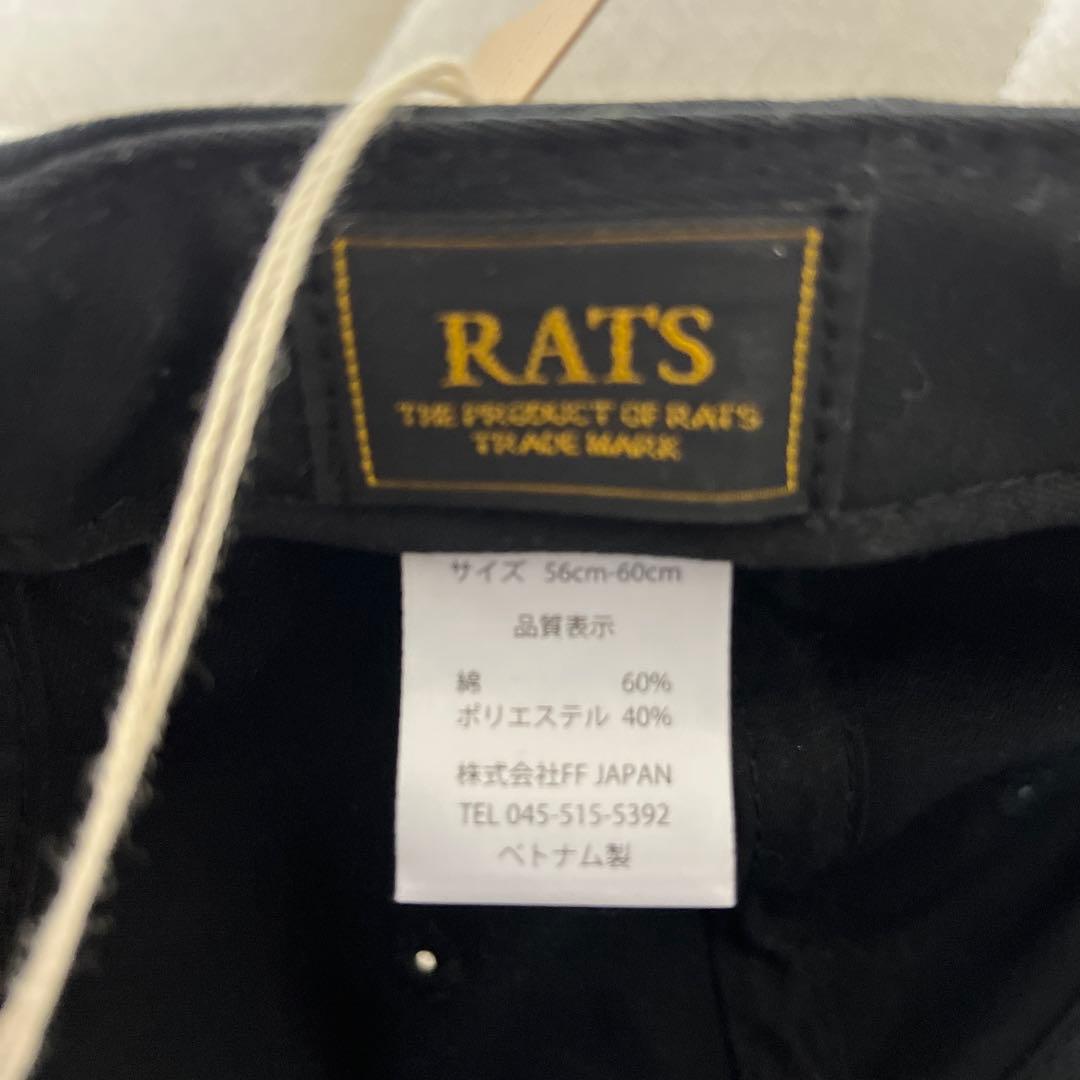 RATS
THE PRODUCT OF RATS
TRADE MARK
サイズ 56cm-60cm
品質表示
綿 60%
ポリエステル 40%
株式会社FF JAPAN
TEL 045-515-5392
ベトナム製